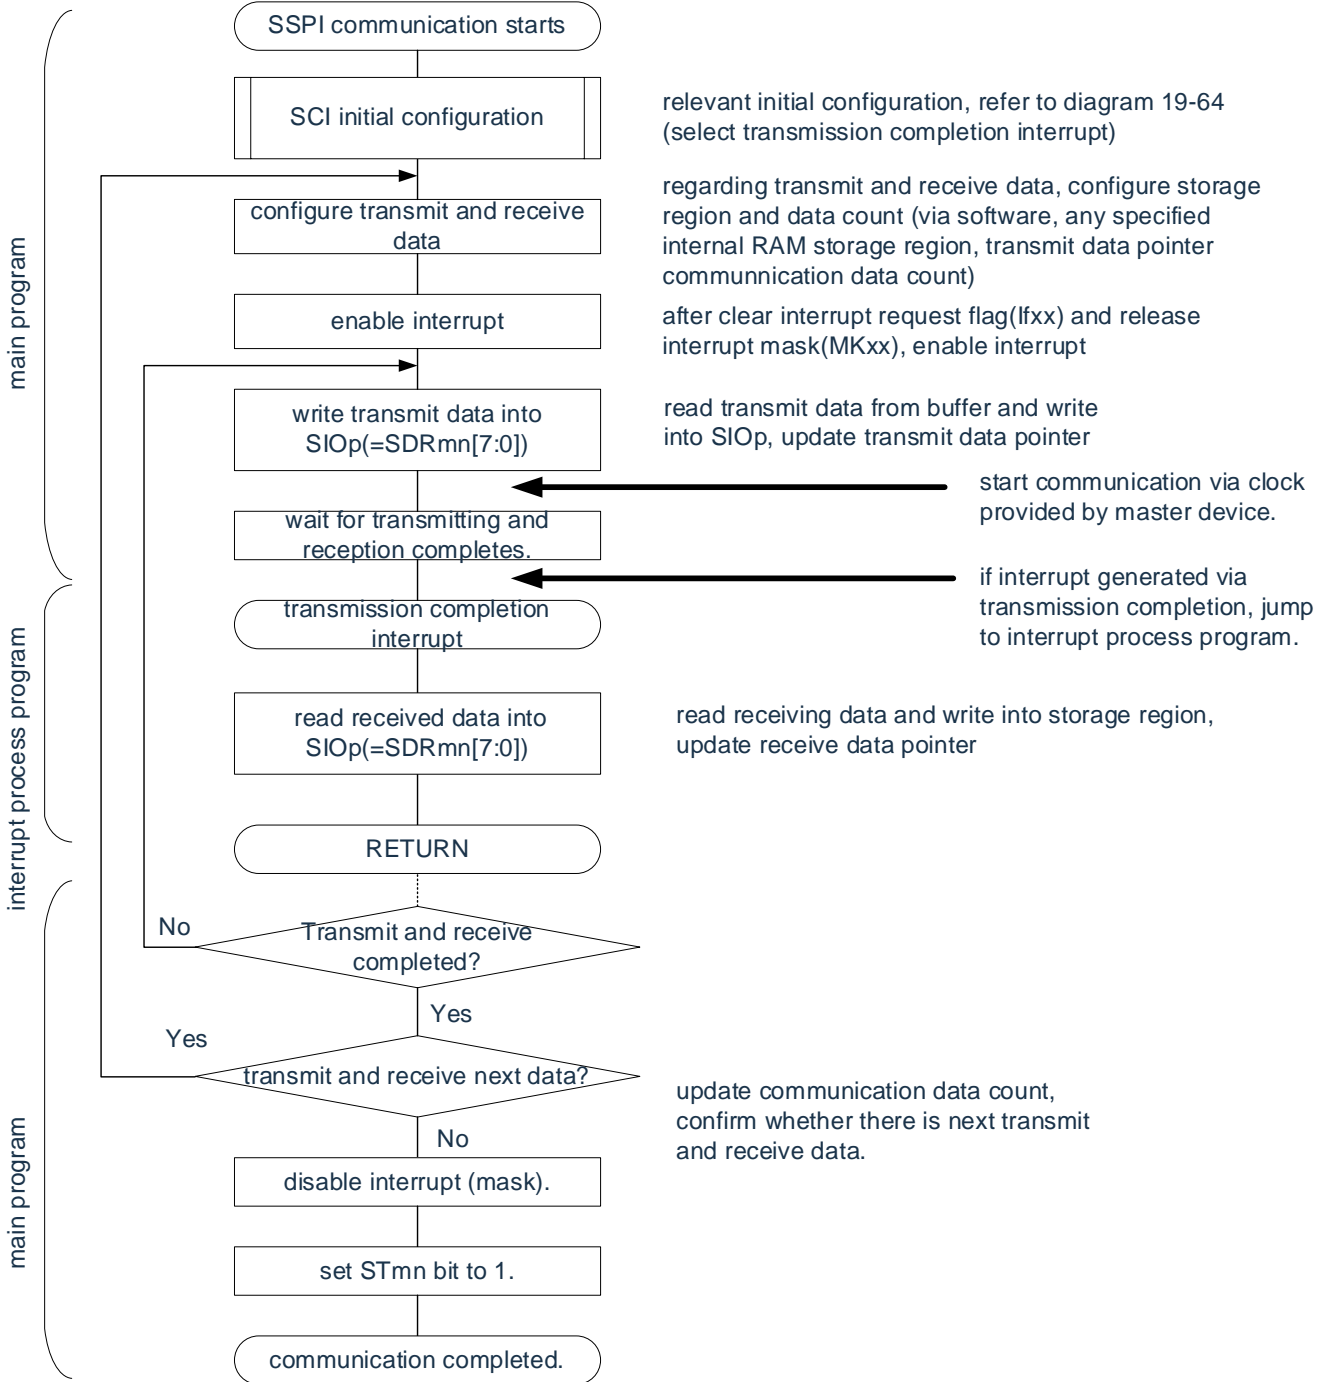 SSPI communication starts
SCI initial configuration
relevant initial configuration, refer to diagram 19-64
(select transmission completion interrupt)
configure transmit and receive
data
regarding transmit and receive data, configure storage
region and data count (via software, any specified
internal RAM storage region, transmit data pointer
communnication data count)
main program
enable interrupt
after clear interrupt request flag(Ifxx) and release
interrupt mask(MKxx), enable interrupt
write transmit data into
SIOp(=SDRmn[7:0])
read transmit data from buffer and write
into SIOp, update transmit data pointer
start communication via clock
provided by master device.
wait for transmitting and
reception completes.
if interrupt generated via
transmission completion, jump
to interrupt process program.
transmission completion
interrupt
interrupt process program
read received data into
SIOp(=SDRmn[7:0])
read receiving data and write into storage region,
update receive data pointer
RETURN
No
Transmit and receive
completed?
Yes
Yes
transmit and receive next data?
update communication data count,
confirm whether there is next transmit
and receive data.
No
main program
disable interrupt (mask).
set STmn bit to 1.
communication completed.